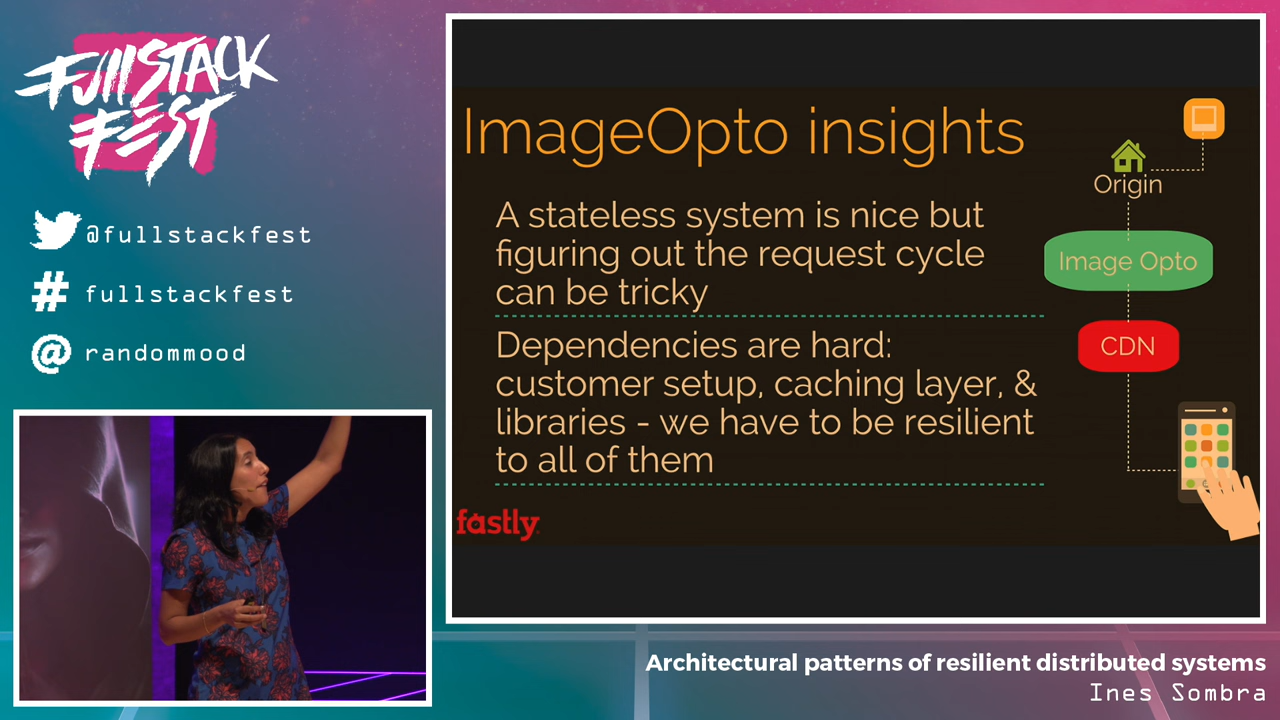 FullStack
Fest
@fullstackfest
# fullstackfest
@ randommood
ImageOpto insights
A stateless system is nice but
figuring out the request cycle
can be tricky
Dependencies are hard:
customer setup, caching layer, &
libraries - we have to be resilient
to all of them
Origin
Image Opto
CDN
fastly
Architectural patterns of resilient distributed systems
Ines Sombra